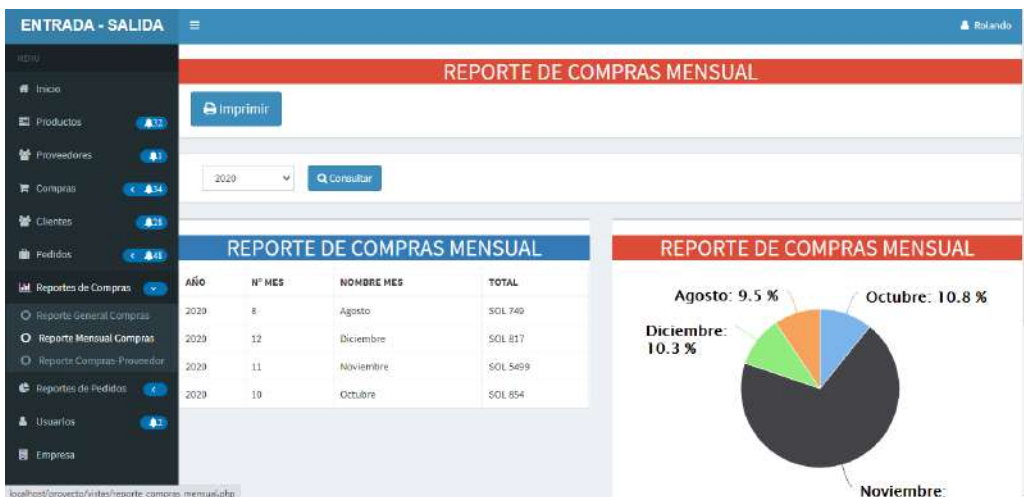 ENTRADA - SALIDA
Rolando
MENU
Inicio
Productos 32
Proveedores
Compras 34
Clientes 28
Pedidos 48
Reportes de Compras
Reporte General Compras
Reporte Mensual Compras
Reporte Compras-Proveedor
Reportes de Pedidos
Usuarios
Empresa
REPORTE DE COMPRAS MENSUAL
Imprimir
2020 Consultar
REPORTE DE COMPRAS MENSUAL
AÑO N° MES NOMBRE MES TOTAL
2020 8 Agosto SOL 749
2020 12 Diciembre SOL 817
2020 11 Noviembre SOL 5499
2020 10 Octubre SOL 854
REPORTE DE COMPRAS MENSUAL
Agosto: 9.5 %
Octubre: 10.8 %
Diciembre:
10.3 %
Noviembre:
localhost/proyecto/vistas/reporte_compras_mensual.php